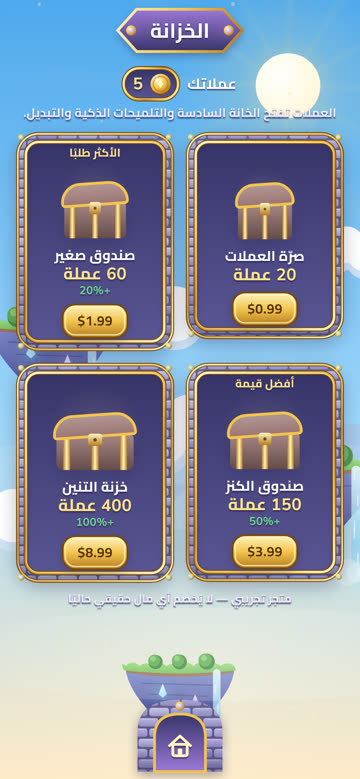 الخزانة
عملاتك 5
العملات تفتح الخانة السادسة والتلميحات الذكية والتبديل.
صرّة العملات
20 عملة
$0.99
الأكثر طلبًا
صندوق صغير
60 عملة
+20%
$1.99
أفضل قيمة
صندوق الكنز
150 عملة
+50%
$3.99
خزنة التنين
400 عملة
+100%
$8.99
متجر تجريبي — لا يُخصم أي مال حقيقي حاليًا